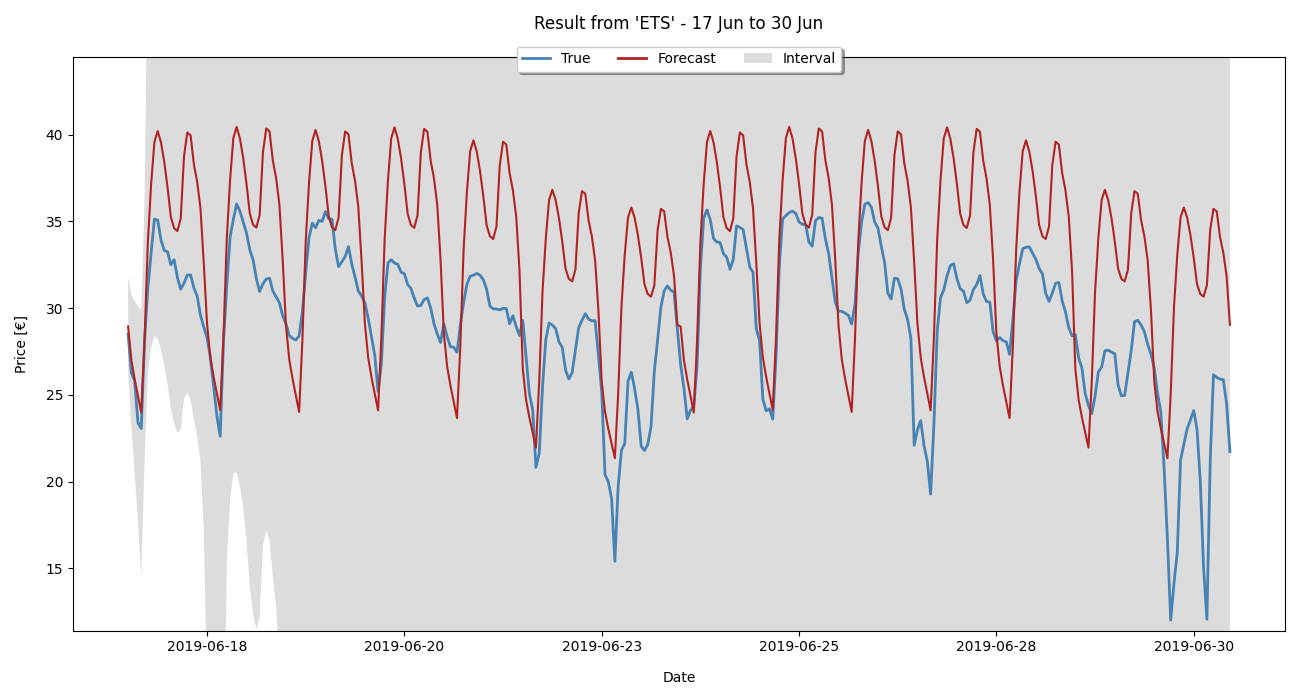 Result from 'ETS' - 17 Jun to 30 Jun
True Forecast Interval
Price [€]
40
35
30
25
20
15
2019-06-18 2019-06-20 2019-06-23 2019-06-25 2019-06-28 2019-06-30
Date